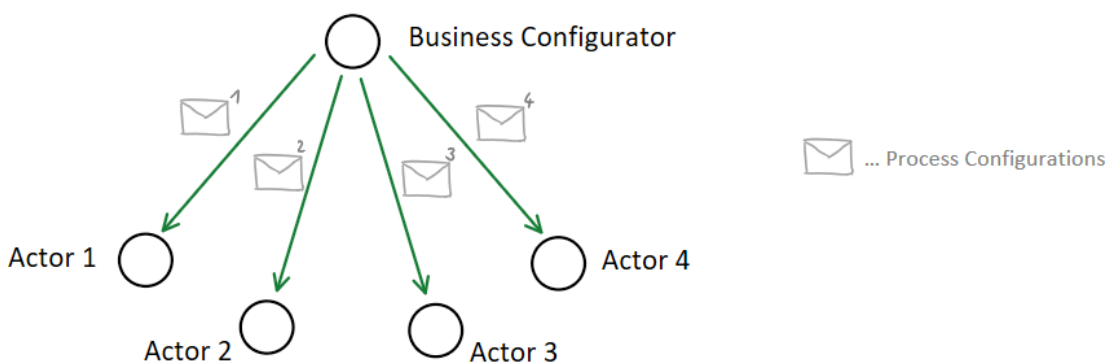 Business Configurator
1
4
2
3
... Process Configurations
Actor 1
Actor 4
Actor 2
Actor 3